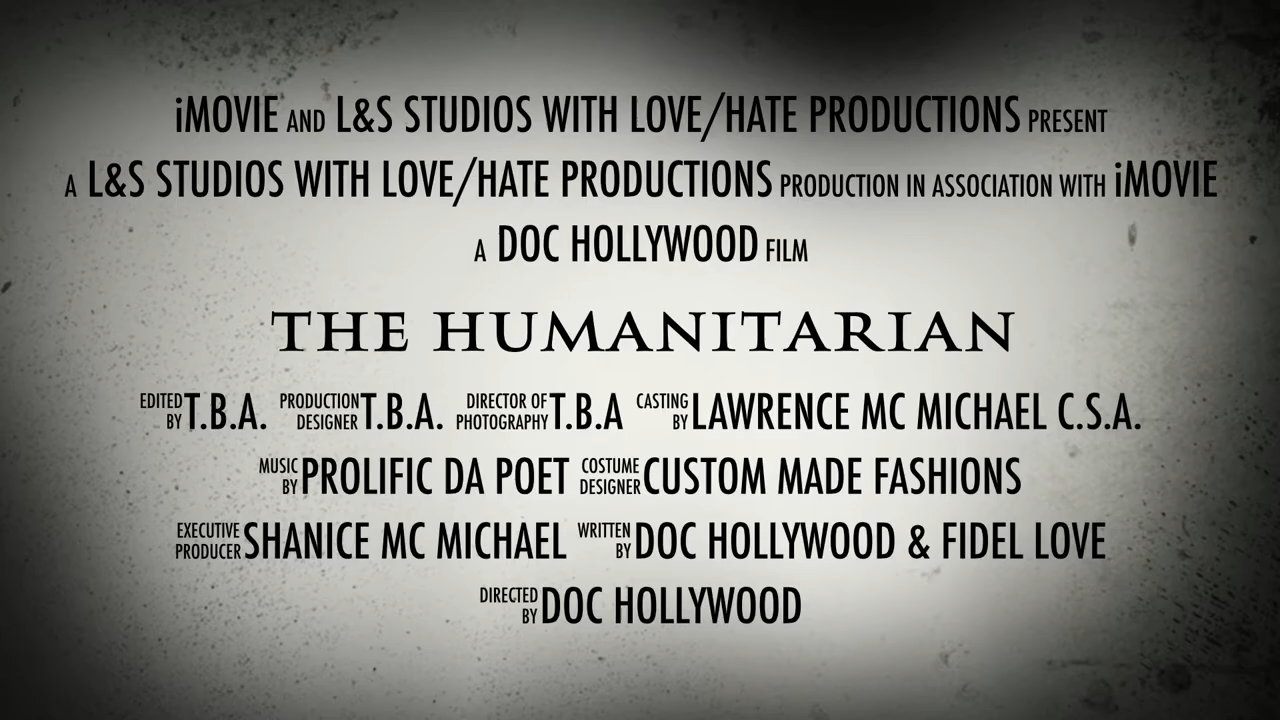 iMOVIE AND L&S STUDIOS WITH LOVE/HATE PRODUCTIONS PRESENT
A L&S STUDIOS WITH LOVE/HATE PRODUCTIONS PRODUCTION IN ASSOCIATION WITH iMOVIE
A DOC HOLLYWOOD FILM
THE HUMANITARIAN
EDITED BY T.B.A. PRODUCTION DESIGNER T.B.A. DIRECTOR OF PHOTOGRAPHY T.B.A CASTING BY LAWRENCE MC MICHAEL C.S.A.
MUSIC BY PROLIFIC DA POET COSTUME DESIGNER CUSTOM MADE FASHIONS
EXECUTIVE PRODUCER SHANICE MC MICHAEL WRITTEN BY DOC HOLLYWOOD & FIDEL LOVE
DIRECTED BY DOC HOLLYWOOD